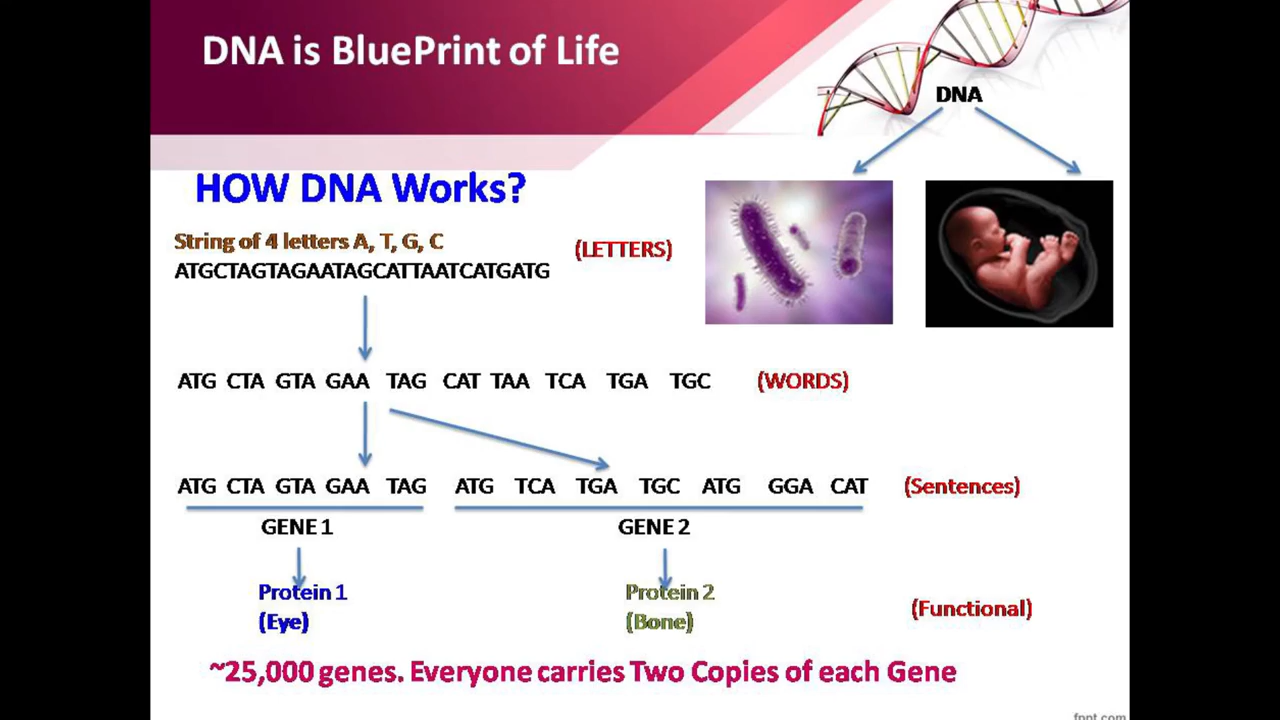 DNA is BluePrint of Life
DNA
HOW DNA Works?
String of 4 letters A, T, G, C
(LETTERS)
ATGCTAGTAGAATAGCATTAATCATGATG
ATG CTA GTA GAA TAG CAT TAA TCA TGA TGC (WORDS)
ATG CTA GTA GAA TAG ATG TCA TGA TGC ATG GGA CAT (Sentences)
GENE 1 GENE 2
Protein 1 Protein 2
(Eye) (Bone)
(Functional)
~25,000 genes. Everyone carries Two Copies of each Gene
fppt.com